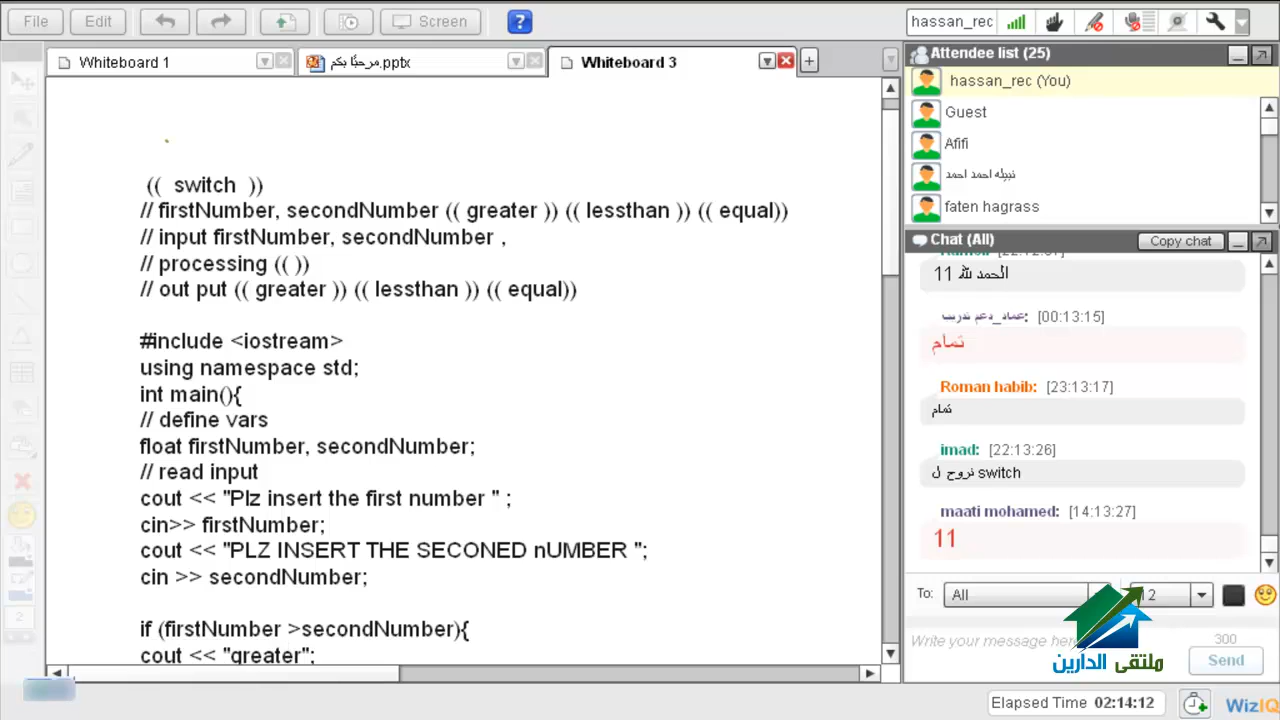 File
Edit
Screen
?
hassan_rec
Whiteboard 1
مرحبًا بكم.pptx
Whiteboard 3
(( switch ))
// firstNumber, secondNumber (( greater )) (( lessthan )) (( equal))
// input firstNumber, secondNumber ,
// processing (( ))
// out put (( greater )) (( lessthan )) (( equal))
#include <iostream>
using namespace std;
int main(){
// define vars
float firstNumber, secondNumber;
// read input
cout << "Plz insert the first number " ;
cin>> firstNumber;
cout << "PLZ INSERT THE SECONED nUMBER ";
cin >> secondNumber;
if (firstNumber >secondNumber){
cout << "greater";
Attendee list (25)
hassan_rec (You)
Guest
Afifi
نبيله احمد احمد
faten hagrass
Chat (All)
Copy chat
الحمد لله 11
عماد_دعم تدريب: [00:13:15]
تمام
Roman habib: [23:13:17]
تمام
imad: [22:13:26]
نروح ل switch
maati mohamed: [14:13:27]
11
To:
All
12
Write your message here
300
Send
ملتقى الدارين
Elapsed Time 02:14:12
WizIQ
2